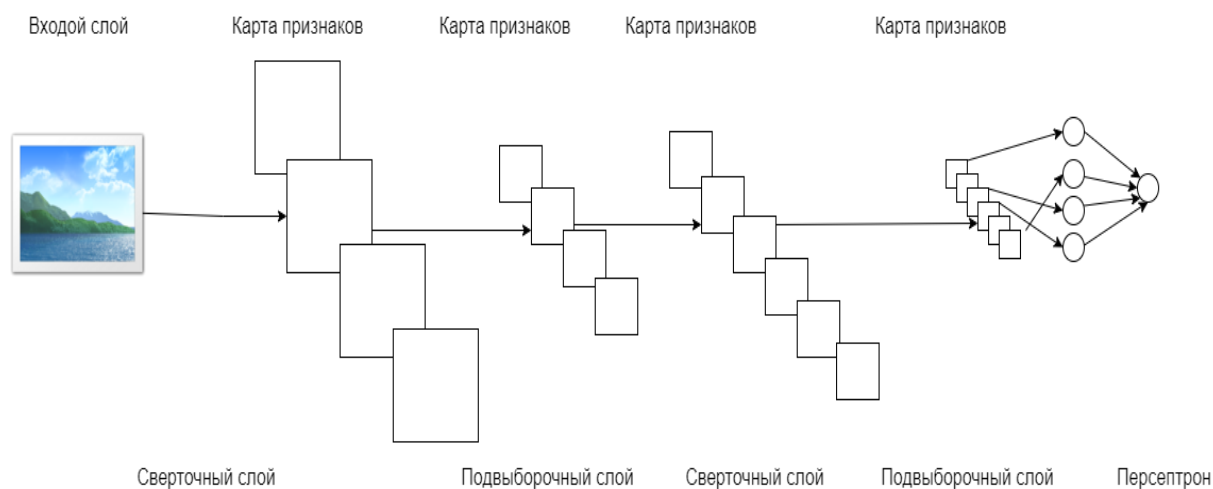 Входой слой
Карта признаков
Карта признаков
Карта признаков
Карта признаков
Сверточный слой
Подвыборочный слой
Сверточный слой
Подвыборочный слой
Персептрон